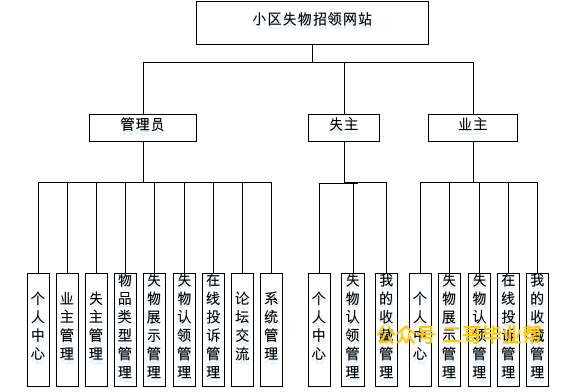 小区失物招领网站
管理员
失主
业主
个人中心
业主管理
失主管理
物品类型管理
失物展示管理
失物认领管理
在线投诉管理
论坛交流
系统管理
个人中心
失物认领管理
我的收藏管理
个人中心
失物展示管理
失物认领管理
在线投诉管理
我的收藏管理
公众号 二哥毕业帮